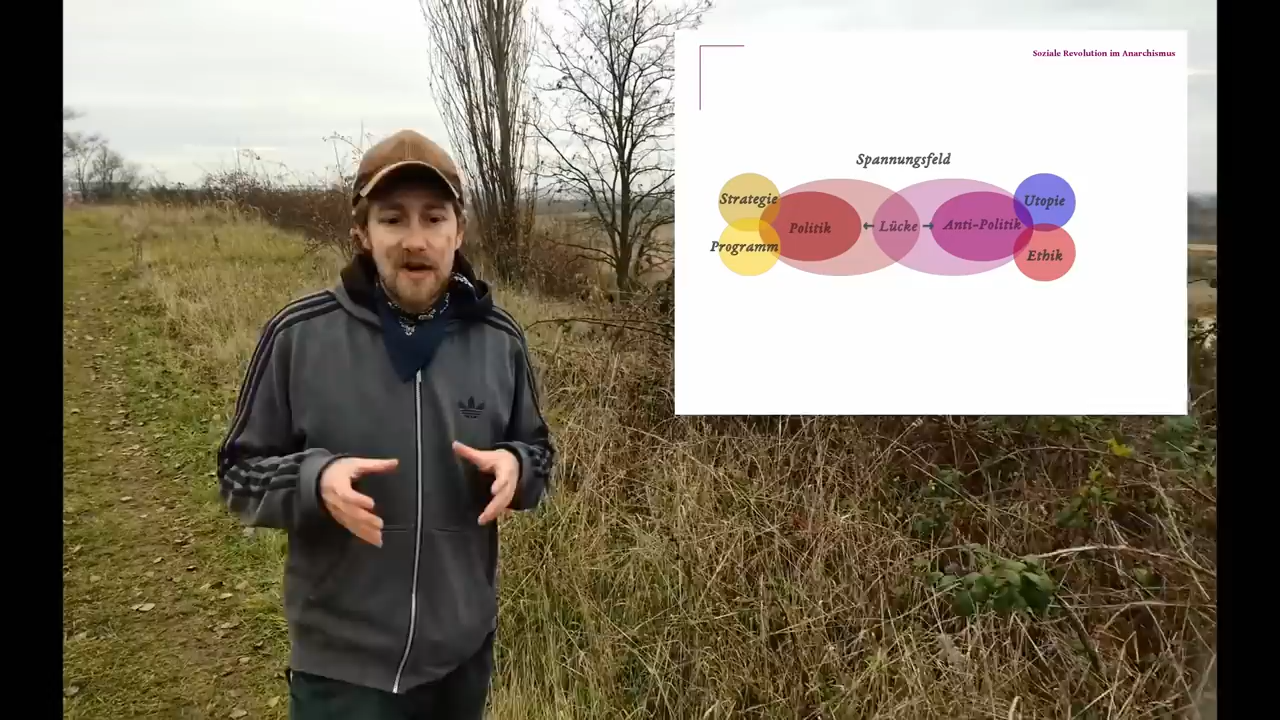 Soziale Revolution im Anarchismus
Spannungsfeld
Strategie
Utopie
Politik
← Lücke →
Anti-Politik
Programm
Ethik